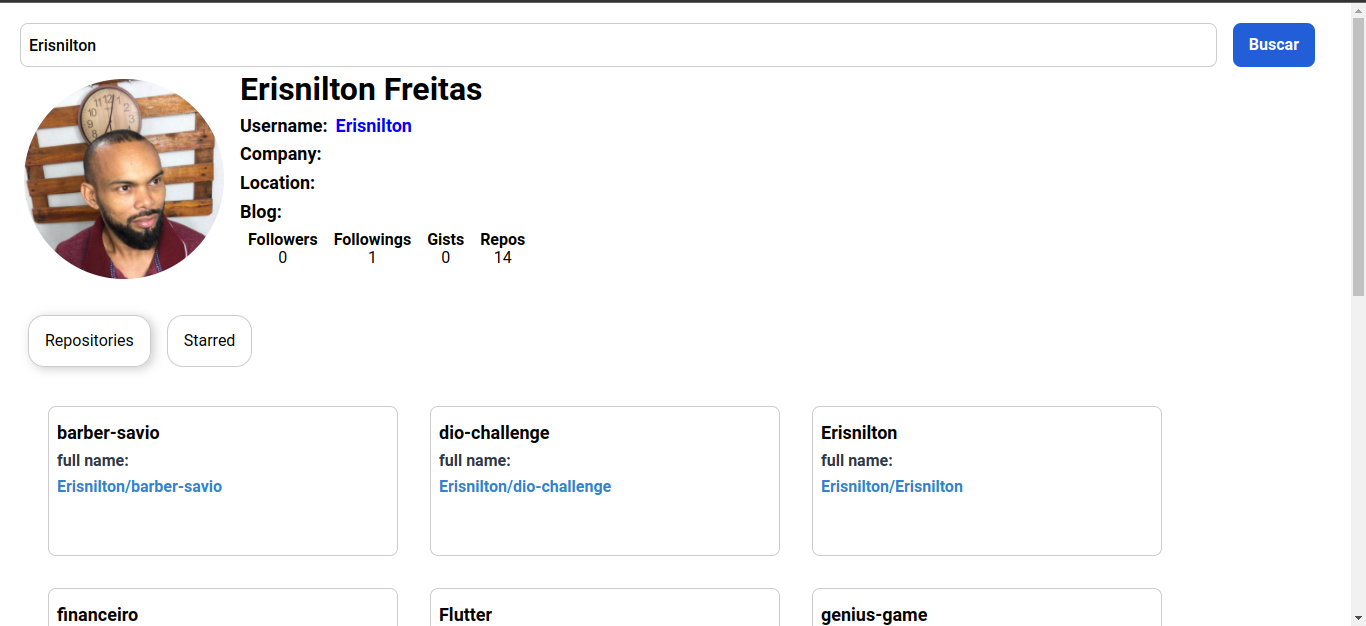 Erisnilton
Buscar
Erisnilton Freitas
Username: Erisnilton
Company:
Location:
Blog:
Followers Followings Gists Repos
0 1 0 14
Repositories Starred
barber-savio
full name:
Erisnilton/barber-savio
dio-challenge
full name:
Erisnilton/dio-challenge
Erisnilton
full name:
Erisnilton/Erisnilton
financeiro
Flutter
genius-game